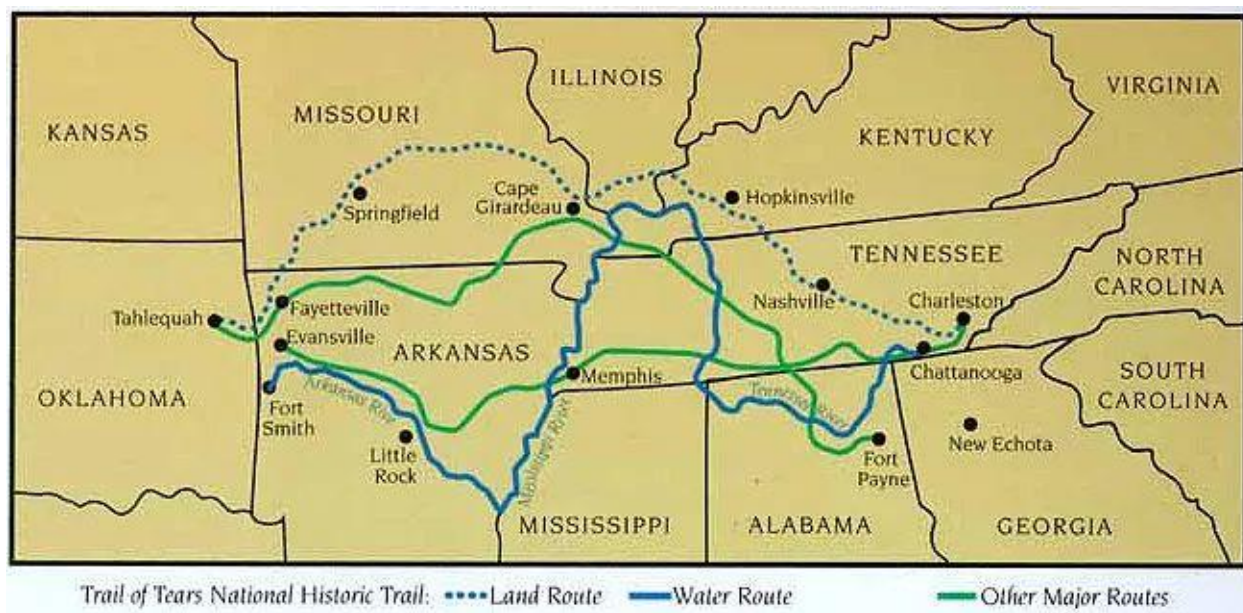 ILLINOIS
VIRGINIA
MISSOURI
KANSAS
KENTUCKY
Cape
Girardeau
Hopkinsville
Springfield
TENNESSEE
NORTH
CAROLINA
Nashville
Charleston
Fayetteville
Tahlequah
Evansville
ARKANSAS
Memphis
Chattanooga
SOUTH
CAROLINA
OKLAHOMA
Arkansas River
Fort
Smith
Mississippi River
Tennessee River
Little
Rock
New Echota
Fort
Payne
MISSISSIPPI
ALABAMA
GEORGIA
Trail of Tears National Historic Trail:
Land Route
Water Route
Other Major Routes